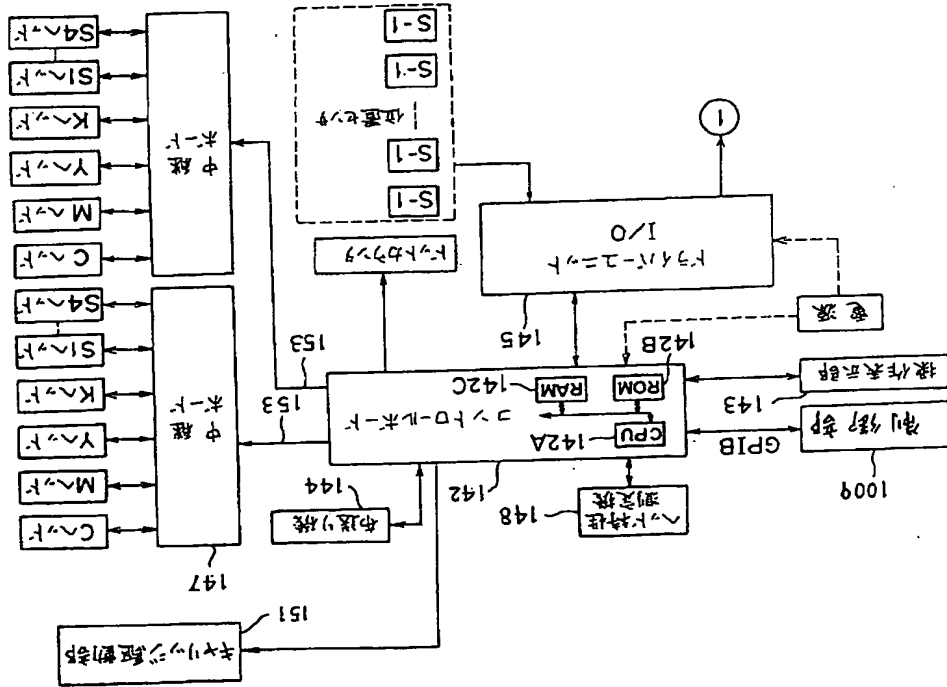 キャリッジ駆動部
151
147
中継
ボード
Cヘッド
Mヘッド
Yヘッド
Kヘッド
S1ヘッド
S4ヘッド
中継
ボード
Cヘッド
Mヘッド
Yヘッド
Kヘッド
S1ヘッド
S4ヘッド
布送り機
144
153
153
ヘッド特性
測定機
148
142
コントロールボード
CPU
142A
ROM
142B
RAM
142C
1009
制御部
GPIB
操作表示部
143
電源
145
ドライバーユニット
I/O
1
ドットカウンタ
位置センサ
S-1
S-1
S-1
S-1